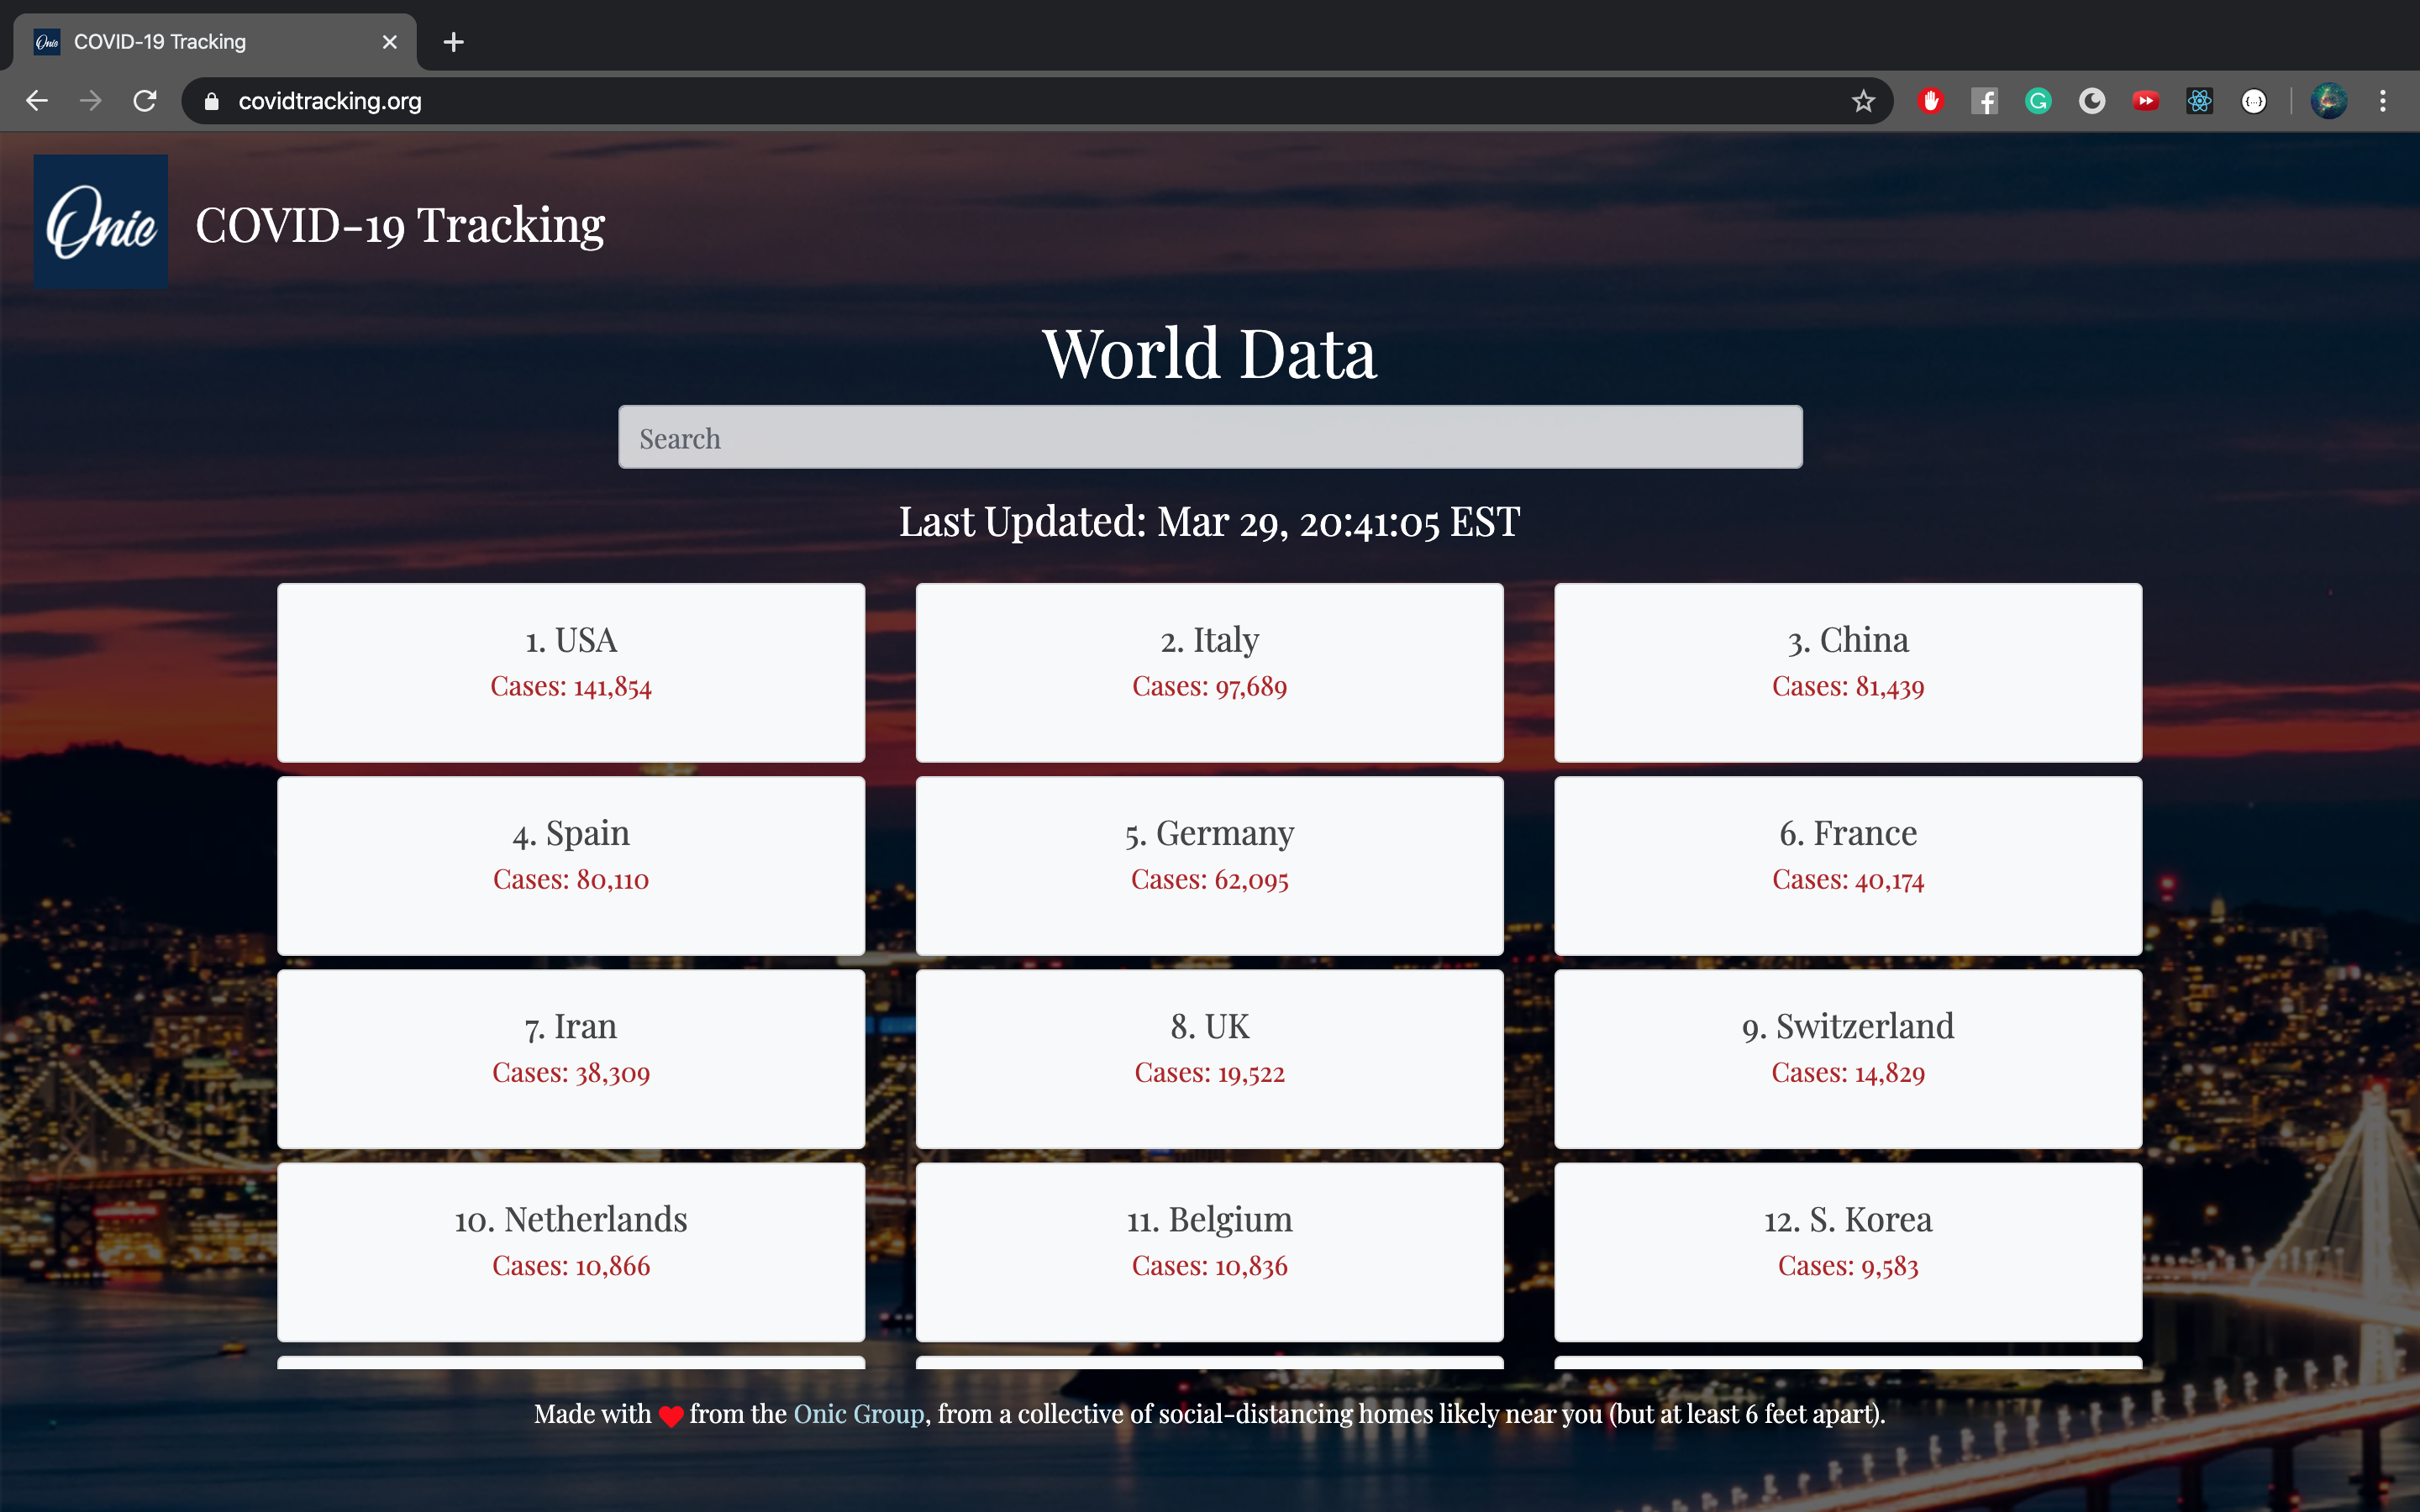 Onic COVID-19 Tracking
covidtracking.org
Onic COVID-19 Tracking
World Data
Search
Last Updated: Mar 29, 20:41:05 EST
1. USA
Cases: 141,854
2. Italy
Cases: 97,689
3. China
Cases: 81,439
4. Spain
Cases: 80,110
5. Germany
Cases: 62,095
6. France
Cases: 40,174
7. Iran
Cases: 38,309
8. UK
Cases: 19,522
9. Switzerland
Cases: 14,829
10. Netherlands
Cases: 10,866
11. Belgium
Cases: 10,836
12. S. Korea
Cases: 9,583
Made with ❤ from the Onic Group, from a collective of social-distancing homes likely near you (but at least 6 feet apart).